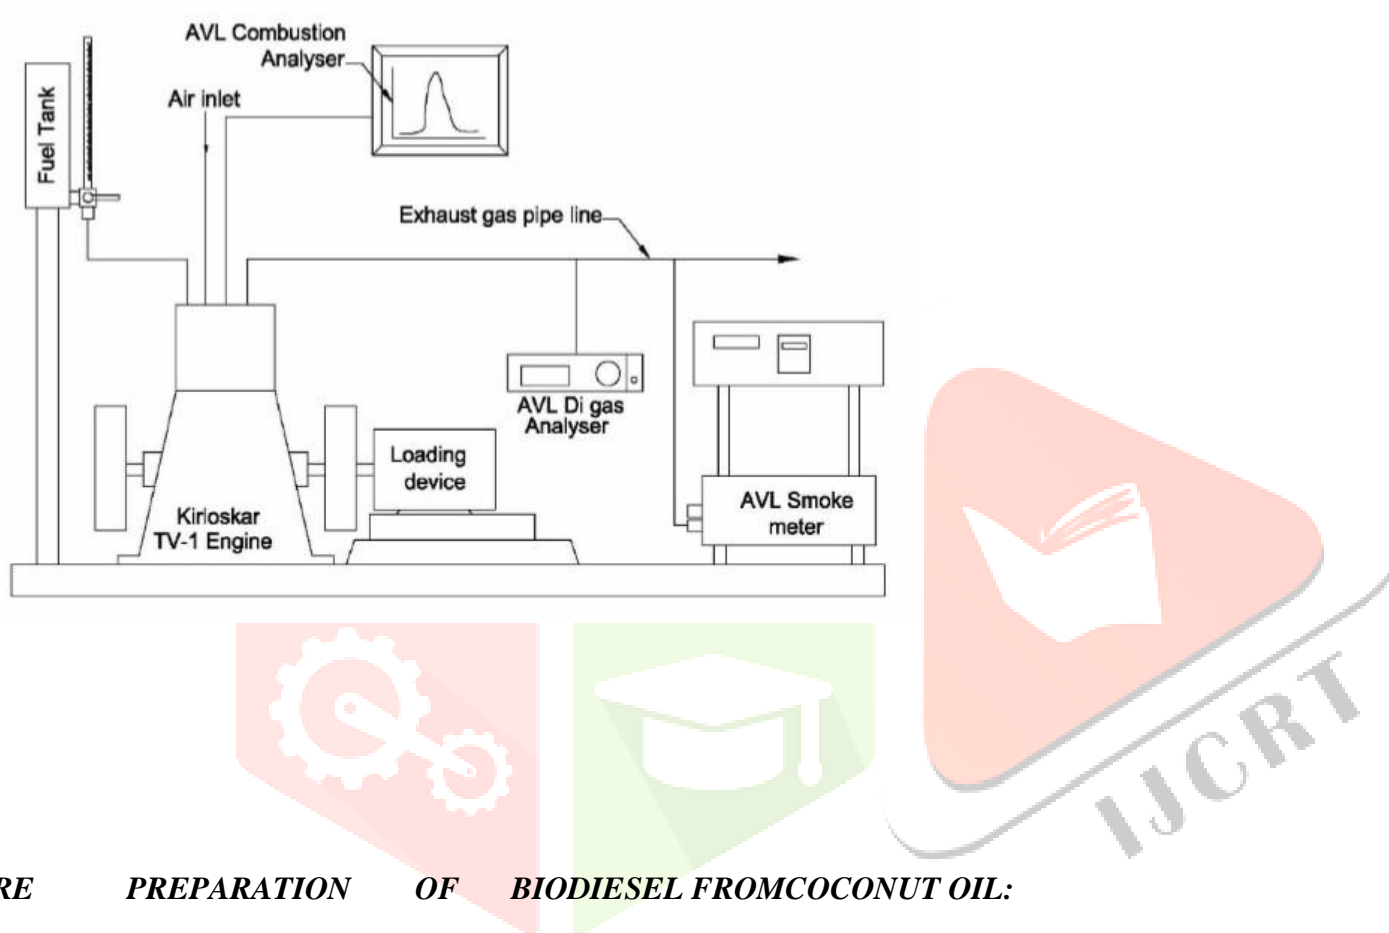 AVL Combustion
Analyser
Air inlet
Fuel Tank
Exhaust gas pipe line
AVL Di gas
Analyser
Loading
device
AVL Smoke
meter
Kirloskar
TV-1 Engine
IJCRT
RE PREPARATION OF BIODIESEL FROMCOCONUT OIL: